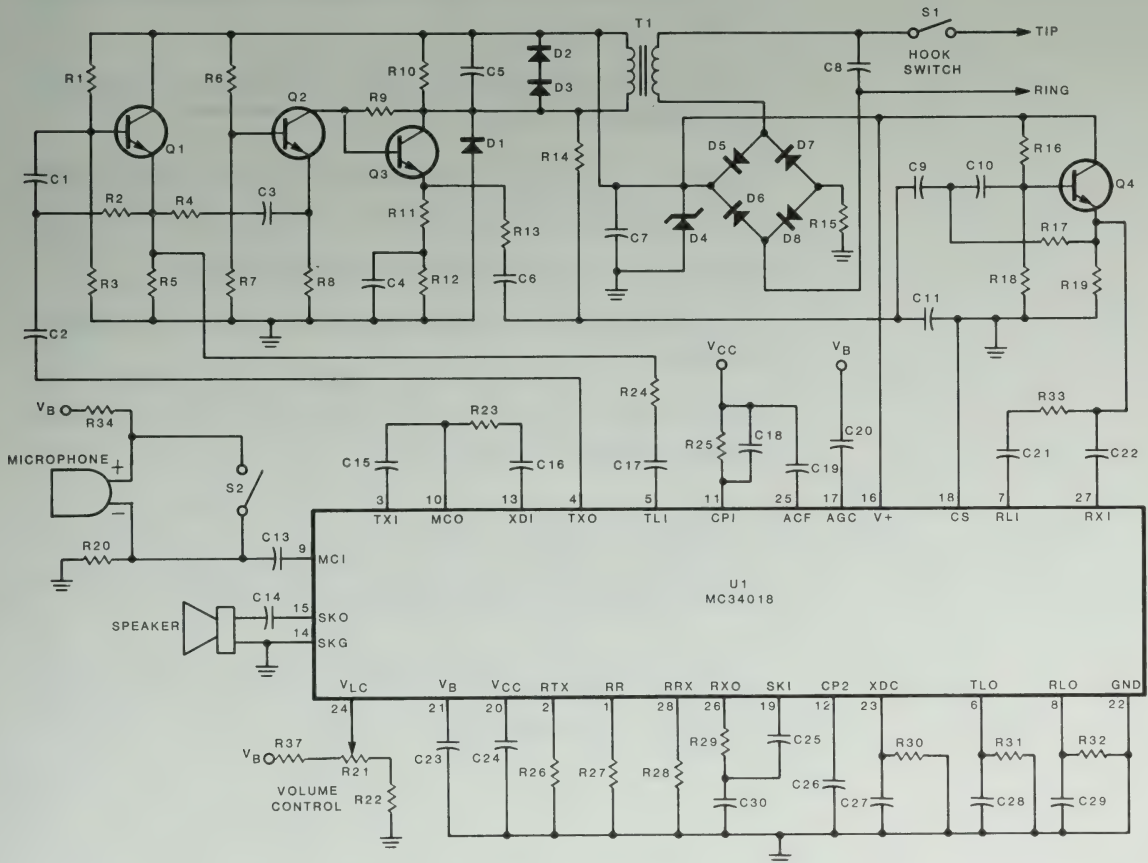 T1
S1
TIP
HOOK
SWITCH
RING
R1
Q1
R6
Q2
R10
R9
C5
D2
D3
D1
Q3
R14
C8
C1
R2
R4
C3
R11
R13
C7
D4
D5
D7
D6
D8
R15
C9
C10
R16
Q4
R17
R3
R5
R7
R8
C4
R12
C6
R18
R19
C11
C2
VB
R34
MICROPHONE
+
−
S2
R20
C13
R23
C15
C16
R24
C17
VCC
R25
C18
C19
VB
C20
R33
C21
C22
3
10
13
4
5
11
25
17
16
18
7
27
TXI
MCO
XDI
TXO
TLI
CPI
ACF
AGC
V+
CS
RLI
RXI
9
MCI
U1
MC34018
SPEAKER
C14
15
SKO
14
SKG
VLC
VB
VCC
RTX
RR
RRX
RXO
SKI
CP2
XDC
TLO
RLO
GND
24
21
20
2
1
28
26
19
12
23
6
8
22
VB
R37
R21
VOLUME
CONTROL
R22
C23
C24
R26
R27
R28
R29
C25
C30
C26
C27
R30
R31
C28
R32
C29